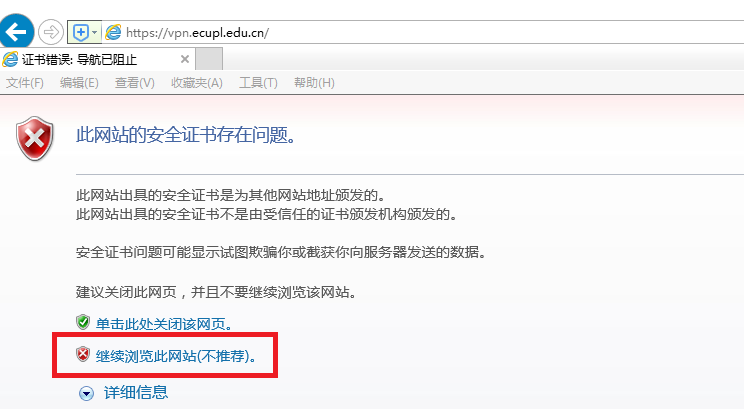 https://vpn.ecupl.edu.cn/
证书错误: 导航已阻止
文件(F) 编辑(E) 查看(V) 收藏夹(A) 工具(T) 帮助(H)
此网站的安全证书存在问题。
此网站出具的安全证书是为其他网站地址颁发的。
此网站出具的安全证书不是由受信任的证书颁发机构颁发的。
安全证书问题可能显示试图欺骗你或截获你向服务器发送的数据。
建议关闭此网页，并且不要继续浏览该网站。
单击此处关闭该网页。
继续浏览此网站(不推荐)。
详细信息